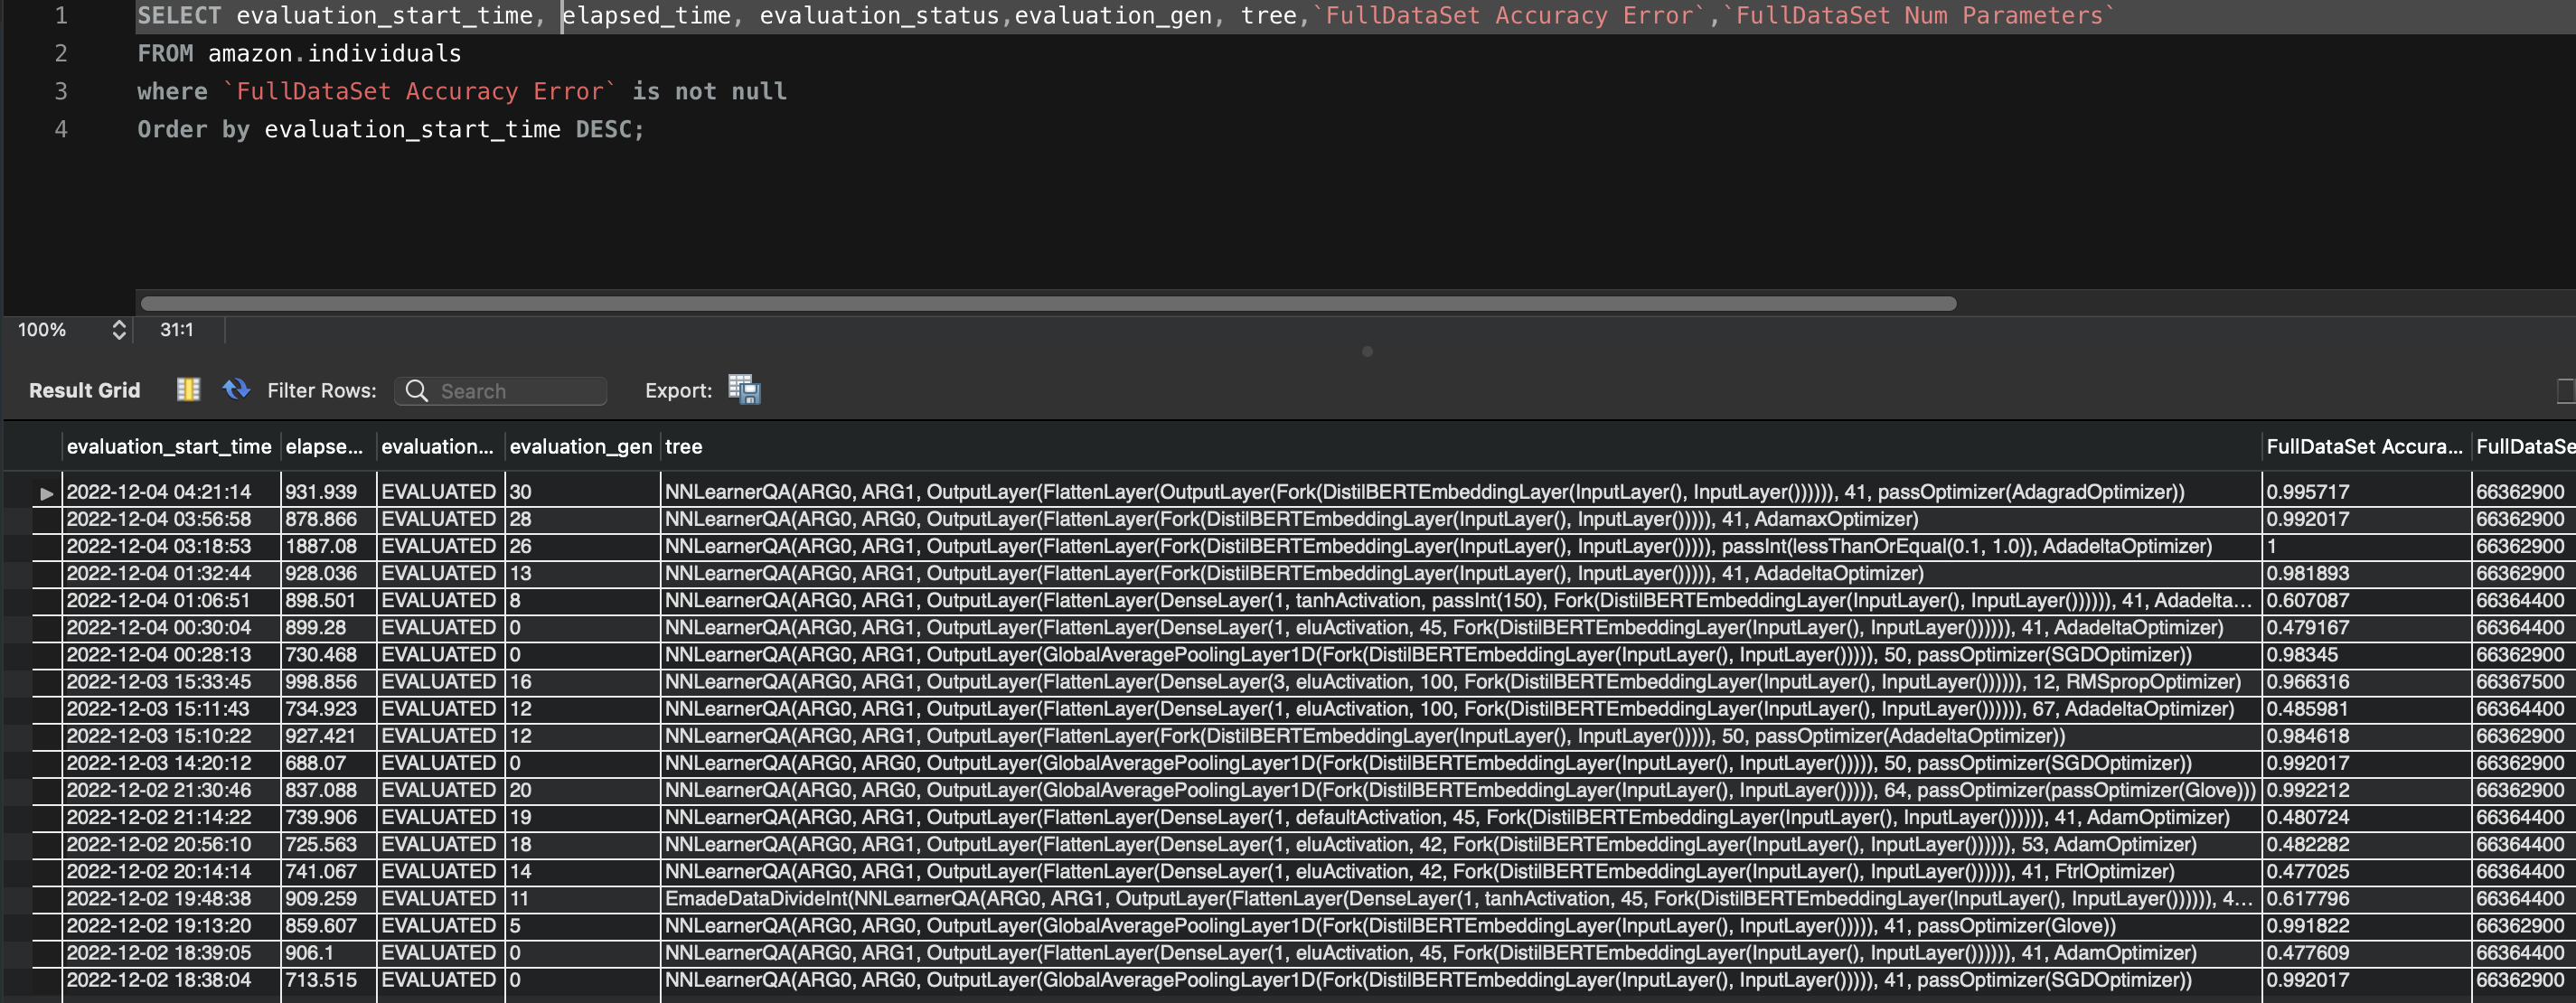 1 SELECT evaluation_start_time, elapsed_time, evaluation_status,evaluation_gen, tree,`FullDataSet Accuracy Error`,`FullDataSet Num Parameters`
2 FROM amazon.individuals
3 where `FullDataSet Accuracy Error` is not null
4 Order by evaluation_start_time DESC;
100% 31:1
Result Grid Filter Rows: Search Export:
evaluation_start_time elapse... evaluation... evaluation_gen tree FullDataSet Accura... FullDataSe
2022-12-04 04:21:14 931.939 EVALUATED 30 NNLearnerQA(ARG0, ARG1, OutputLayer(FlattenLayer(OutputLayer(Fork(DistilBERTEmbeddingLayer(InputLayer(), InputLayer()))))), 41, passOptimizer(AdagradOptimizer)) 0.995717 66362900
2022-12-04 03:56:58 878.866 EVALUATED 28 NNLearnerQA(ARG0, ARG0, OutputLayer(FlattenLayer(Fork(DistilBERTEmbeddingLayer(InputLayer(), InputLayer())))), 41, AdamaxOptimizer) 0.992017 66362900
2022-12-04 03:18:53 1887.08 EVALUATED 26 NNLearnerQA(ARG0, ARG1, OutputLayer(FlattenLayer(Fork(DistilBERTEmbeddingLayer(InputLayer(), InputLayer())))), passInt(lessThanOrEqual(0.1, 1.0)), AdadeltaOptimizer) 1 66362900
2022-12-04 01:32:44 928.036 EVALUATED 13 NNLearnerQA(ARG0, ARG1, OutputLayer(FlattenLayer(Fork(DistilBERTEmbeddingLayer(InputLayer(), InputLayer())))), 41, AdadeltaOptimizer) 0.981893 66362900
2022-12-04 01:06:51 898.501 EVALUATED 8 NNLearnerQA(ARG0, ARG1, OutputLayer(FlattenLayer(DenseLayer(1, tanhActivation, passInt(150), Fork(DistilBERTEmbeddingLayer(InputLayer(), InputLayer()))))), 41, Adadelta... 0.607087 66364400
2022-12-04 00:30:04 899.28 EVALUATED 0 NNLearnerQA(ARG0, ARG1, OutputLayer(FlattenLayer(DenseLayer(1, eluActivation, 45, Fork(DistilBERTEmbeddingLayer(InputLayer(), InputLayer()))))), 41, AdadeltaOptimizer) 0.479167 66364400
2022-12-04 00:28:13 730.468 EVALUATED 0 NNLearnerQA(ARG0, ARG1, OutputLayer(GlobalAveragePoolingLayer1D(Fork(DistilBERTEmbeddingLayer(InputLayer(), InputLayer())))), 50, passOptimizer(SGDOptimizer)) 0.98345 66362900
2022-12-03 15:33:45 998.856 EVALUATED 16 NNLearnerQA(ARG0, ARG1, OutputLayer(FlattenLayer(DenseLayer(3, eluActivation, 100, Fork(DistilBERTEmbeddingLayer(InputLayer(), InputLayer()))))), 12, RMSpropOptimizer) 0.966316 66367500
2022-12-03 15:11:43 734.923 EVALUATED 12 NNLearnerQA(ARG0, ARG1, OutputLayer(FlattenLayer(DenseLayer(1, eluActivation, 100, Fork(DistilBERTEmbeddingLayer(InputLayer(), InputLayer()))))), 67, AdadeltaOptimizer) 0.485981 66364400
2022-12-03 15:10:22 927.421 EVALUATED 12 NNLearnerQA(ARG0, ARG1, OutputLayer(FlattenLayer(Fork(DistilBERTEmbeddingLayer(InputLayer(), InputLayer())))), 50, passOptimizer(AdadeltaOptimizer)) 0.984618 66362900
2022-12-03 14:20:12 688.07 EVALUATED 0 NNLearnerQA(ARG0, ARG0, OutputLayer(GlobalAveragePoolingLayer1D(Fork(DistilBERTEmbeddingLayer(InputLayer(), InputLayer())))), 50, passOptimizer(SGDOptimizer)) 0.992017 66362900
2022-12-02 21:30:46 837.088 EVALUATED 20 NNLearnerQA(ARG0, ARG0, OutputLayer(GlobalAveragePoolingLayer1D(Fork(DistilBERTEmbeddingLayer(InputLayer(), InputLayer())))), 64, passOptimizer(passOptimizer(Glove))) 0.992212 66362900
2022-12-02 21:14:22 739.906 EVALUATED 19 NNLearnerQA(ARG0, ARG1, OutputLayer(FlattenLayer(DenseLayer(1, defaultActivation, 45, Fork(DistilBERTEmbeddingLayer(InputLayer(), InputLayer()))))), 41, AdamOptimizer) 0.480724 66364400
2022-12-02 20:56:10 725.563 EVALUATED 18 NNLearnerQA(ARG0, ARG1, OutputLayer(FlattenLayer(DenseLayer(1, eluActivation, 42, Fork(DistilBERTEmbeddingLayer(InputLayer(), InputLayer()))))), 53, AdamOptimizer) 0.482282 66364400
2022-12-02 20:14:14 741.067 EVALUATED 14 NNLearnerQA(ARG0, ARG1, OutputLayer(FlattenLayer(DenseLayer(1, eluActivation, 42, Fork(DistilBERTEmbeddingLayer(InputLayer(), InputLayer()))))), 41, FtrlOptimizer) 0.477025 66364400
2022-12-02 19:48:38 909.259 EVALUATED 11 EmadeDataDivideInt(NNLearnerQA(ARG0, ARG1, OutputLayer(FlattenLayer(DenseLayer(1, tanhActivation, 45, Fork(DistilBERTEmbeddingLayer(InputLayer(), InputLayer()))))), 4... 0.617796 66364400
2022-12-02 19:13:20 859.607 EVALUATED 5 NNLearnerQA(ARG0, ARG0, OutputLayer(GlobalAveragePoolingLayer1D(Fork(DistilBERTEmbeddingLayer(InputLayer(), InputLayer())))), 41, passOptimizer(Glove)) 0.991822 66362900
2022-12-02 18:39:05 906.1 EVALUATED 0 NNLearnerQA(ARG0, ARG1, OutputLayer(FlattenLayer(DenseLayer(1, eluActivation, 45, Fork(DistilBERTEmbeddingLayer(InputLayer(), InputLayer()))))), 41, AdamOptimizer) 0.477609 66364400
2022-12-02 18:38:04 713.515 EVALUATED 0 NNLearnerQA(ARG0, ARG0, OutputLayer(GlobalAveragePoolingLayer1D(Fork(DistilBERTEmbeddingLayer(InputLayer(), InputLayer())))), 41, passOptimizer(SGDOptimizer)) 0.992017 66362900